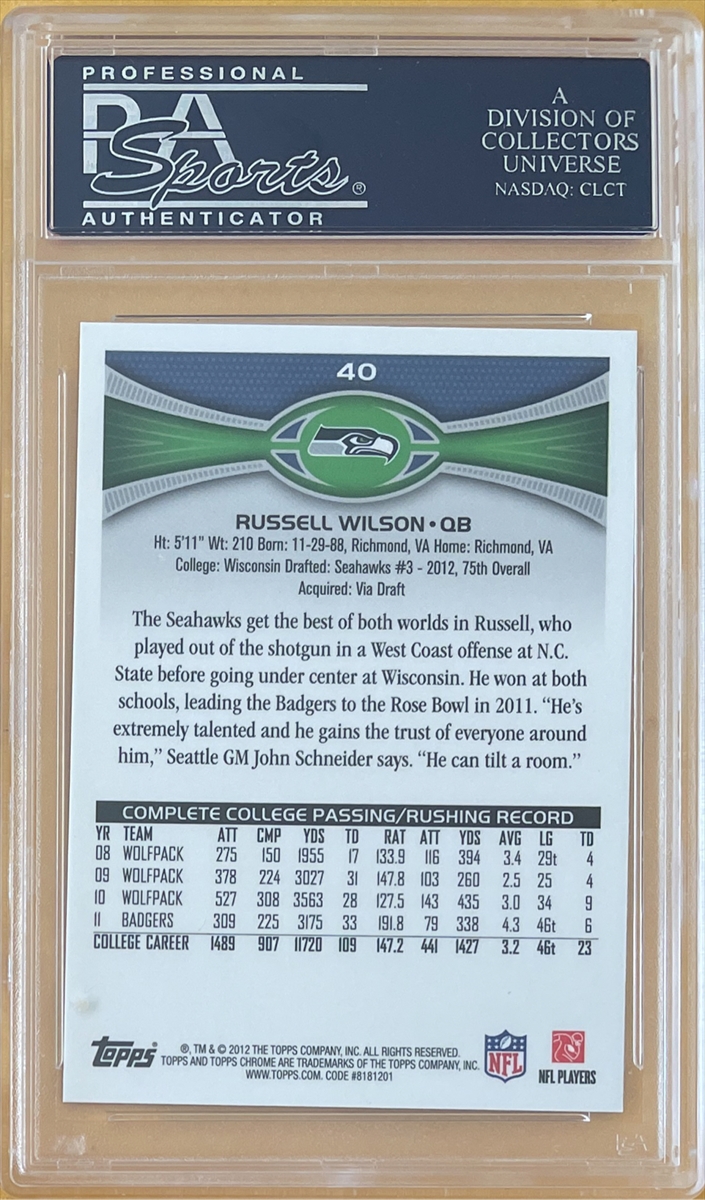 PROFESSIONAL
PSA
Sports®
AUTHENTICATOR
A
DIVISION OF
COLLECTORS
UNIVERSE
NASDAQ: CLCT
40
RUSSELL WILSON • QB
Ht: 5'11" Wt: 210 Born: 11-29-88, Richmond, VA Home: Richmond, VA
College: Wisconsin Drafted: Seahawks #3 - 2012, 75th Overall
Acquired: Via Draft
The Seahawks get the best of both worlds in Russell, who
played out of the shotgun in a West Coast offense at N.C.
State before going under center at Wisconsin. He won at both
schools, leading the Badgers to the Rose Bowl in 2011. “He's
extremely talented and he gains the trust of everyone around
him,” Seattle GM John Schneider says. “He can tilt a room.”
COMPLETE COLLEGE PASSING/RUSHING RECORD
YR TEAM ATT CMP YDS TD RAT ATT YDS AVG LG TD
08 WOLFPACK 275 150 1955 17 133.9 116 394 3.4 29t 4
09 WOLFPACK 378 224 3027 31 147.8 103 260 2.5 25 4
10 WOLFPACK 527 308 3563 28 127.5 143 435 3.0 34 9
11 BADGERS 309 225 3175 33 191.8 79 338 4.3 46t 6
COLLEGE CAREER 1489 907 11720 109 147.2 441 1427 3.2 46t 23
Topps
®, TM & © 2012 THE TOPPS COMPANY, INC. ALL RIGHTS RESERVED.
TOPPS AND TOPPS CHROME ARE TRADEMARKS OF THE TOPPS COMPANY, INC.
WWW.TOPPS.COM. CODE #8181201
NFL
NFL PLAYERS